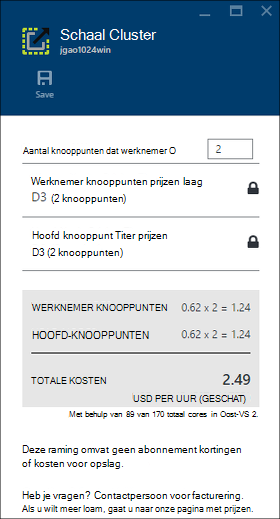 Schaal Cluster
jgao1024win
Save
Aantal knooppunten dat werknemer O 2
Werknemer knooppunten prijzen laag
D3 (2 knooppunten)
Hoofd knooppunt Titer prijzen
D3 (2 knooppunten)
WERKNEMER KNOOPPUNTEN 0.62 x 2 = 1.24
HOOFD-KNOOPPUNTEN 0.62 x 2 = 1.24
TOTALE KOSTEN 2.49
USD PER UUR (GESCHAT)
Met behulp van 89 van 170 totaal cores in Oost-VS 2.
Deze raming omvat geen abonnement kortingen
of kosten voor opslag.
Heb je vragen? Contactpersoon voor facturering.
Als u wilt meer loam, gaat u naar onze pagina met prijzen.